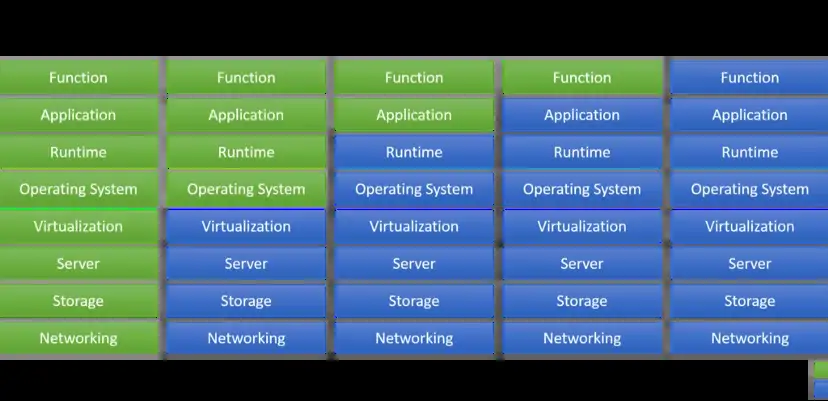 Function Function Function Function Function
Application Application Application Application Application
Runtime Runtime Runtime Runtime Runtime
Operating System Operating System Operating System Operating System Operating System
Virtualization Virtualization Virtualization Virtualization Virtualization
Server Server Server Server Server
Storage Storage Storage Storage Storage
Networking Networking Networking Networking Networking